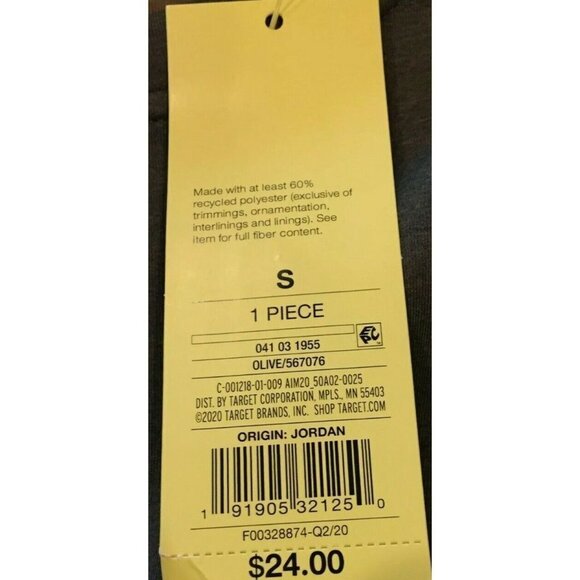 Made with at least 60%
recycled polyester (exclusive of
trimmings, ornamentation,
interlinings and linings). See
item for full fiber content.
S
1 PIECE
041 03 1955
OLIVE/567076
C-001218-01-009 AIM20_50A02-0025
DIST. BY TARGET CORPORATION, MPLS., MN 55403
©2020 TARGET BRANDS, INC. SHOP TARGET.COM
ORIGIN: JORDAN
1 91905 32125 0
F00328874-Q2/20
$24.00